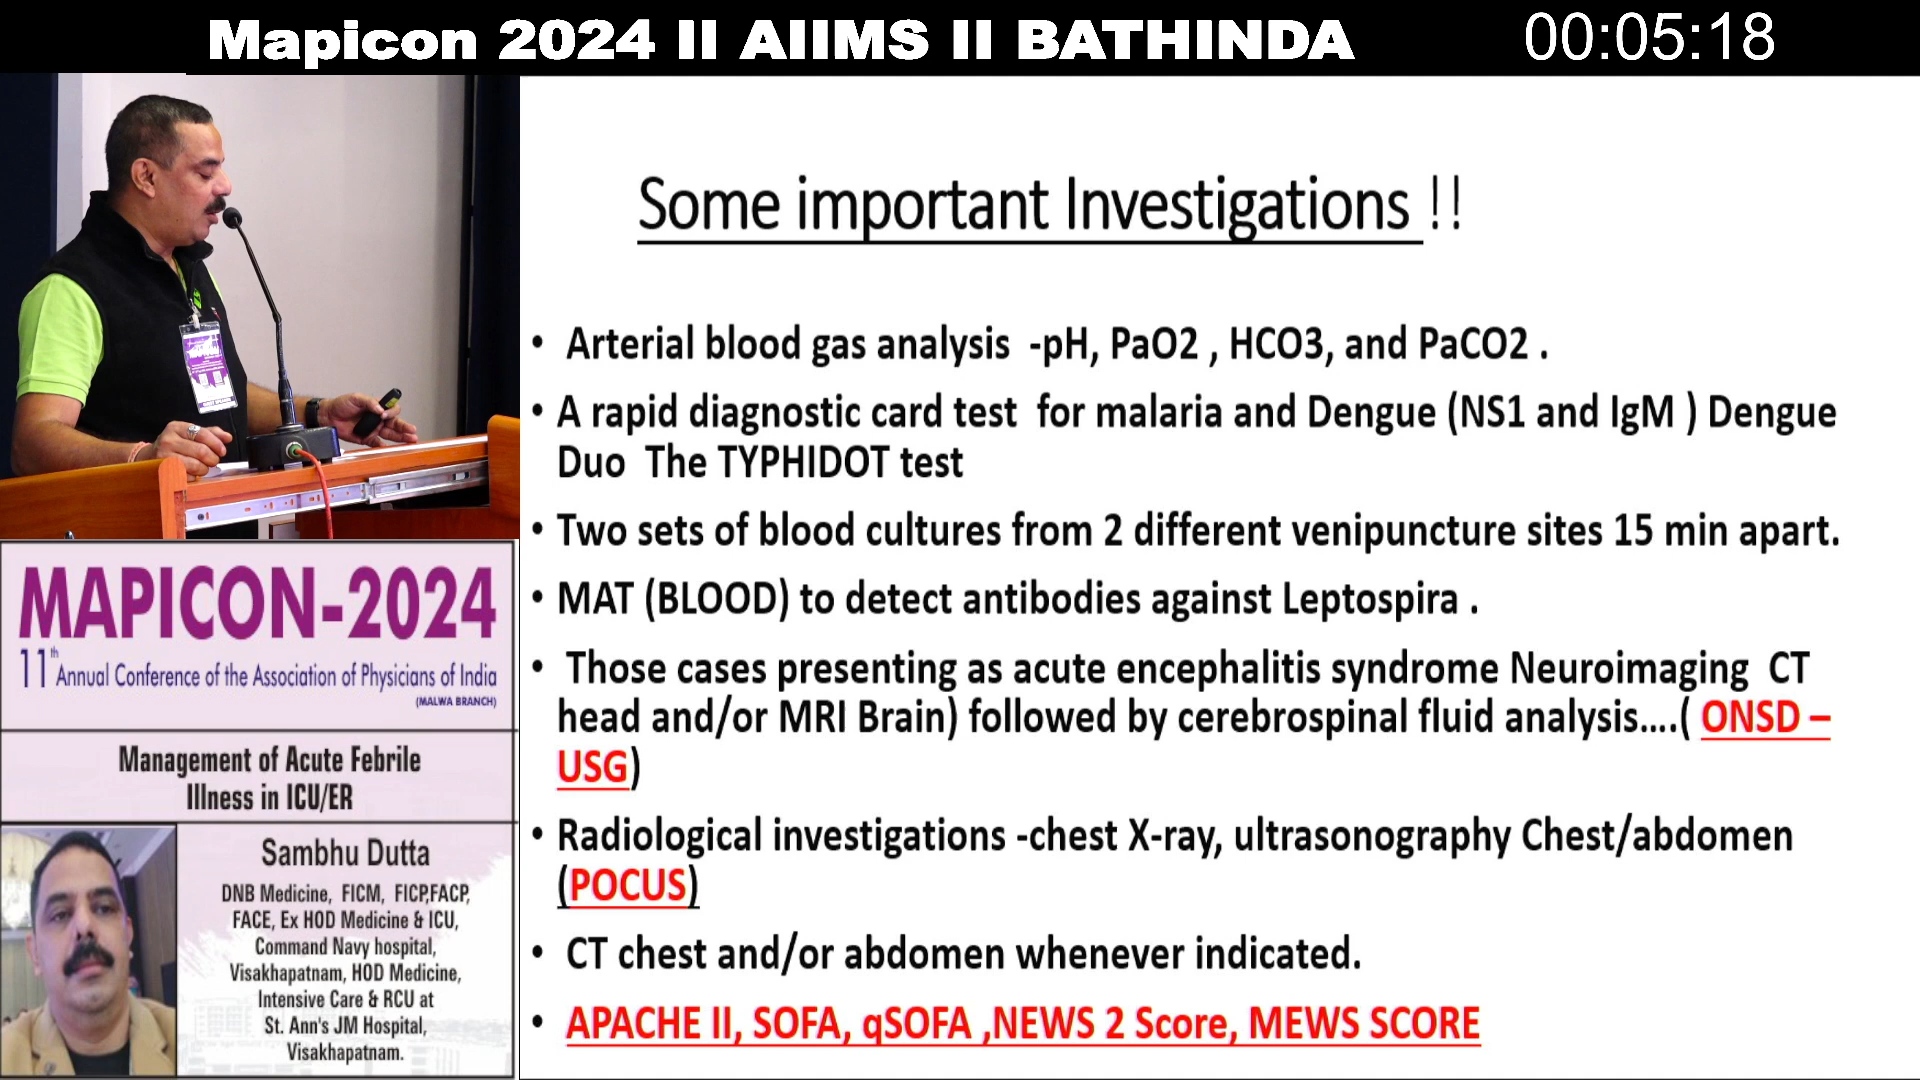 Mapicon 2024 II AIIMS II BATHINDA
00:05:18
Some important Investigations !!
• Arterial blood gas analysis -pH, PaO2 , HCO3, and PaCO2 .
• A rapid diagnostic card test for malaria and Dengue (NS1 and IgM ) Dengue
Duo The TYPHIDOT test
• Two sets of blood cultures from 2 different venipuncture sites 15 min apart.
• MAT (BLOOD) to detect antibodies against Leptospira .
• Those cases presenting as acute encephalitis syndrome Neuroimaging CT
head and/or MRI Brain) followed by cerebrospinal fluid analysis....( ONSD –
USG)
• Radiological investigations -chest X-ray, ultrasonography Chest/abdomen
(POCUS)
• CT chest and/or abdomen whenever indicated.
• APACHE II, SOFA, qSOFA ,NEWS 2 Score, MEWS SCORE
MAPICON-2024
11th Annual Conference of the Association of Physicians of India
(MALWA BRANCH)
Management of Acute Febrile
Illness in ICU/ER
Sambhu Dutta
DNB Medicine, FICM, FICP,FACP,
FACE, Ex HOD Medicine & ICU,
Command Navy hospital,
Visakhapatnam, HOD Medicine,
Intensive Care & RCU at
St. Ann's JM Hospital,
Visakhapatnam.